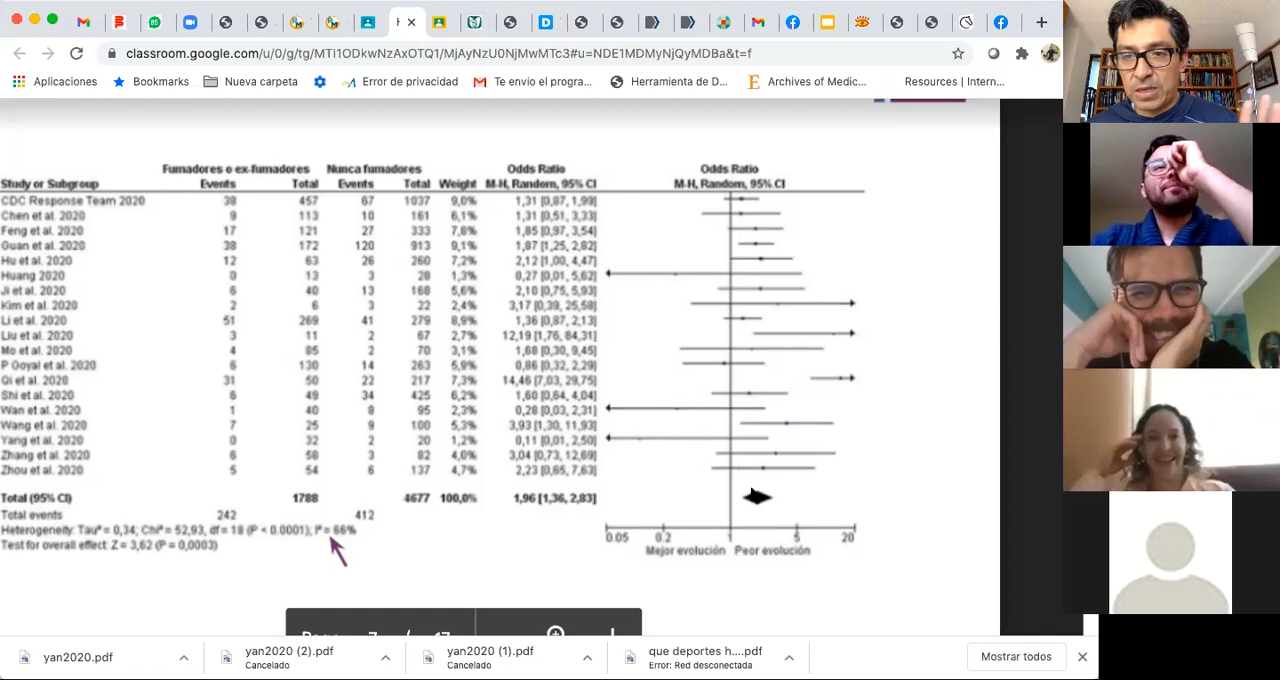 classroom.google.com/u/0/g/tg/MTI1ODkwNzAxOTQ1/MjAyNzU0NjMwMTc3#u=NDE1MDMyNjQyMDBa&t=f
Aplicaciones Bookmarks Nueva carpeta Error de privacidad Te envio el progra... Herramienta de D... Archives of Medic... Resources | Intern...
Fumadores o ex-fumadores Nunca fumadores Odds Ratio Odds Ratio
Study or Subgroup Events Total Events Total Weight M-H, Random, 95% CI M-H, Random, 95% CI
CDC Response Team 2020 38 457 67 1037 9,0% 1,31 [0,87, 1,99]
Chen et al. 2020 9 113 10 161 6,1% 1,31 [0,51, 3,33]
Feng et al. 2020 17 121 27 333 7,8% 1,85 [0,97, 3,54]
Guan et al. 2020 38 172 120 913 9,1% 1,87 [1,25, 2,82]
Hu et al. 2020 12 63 26 260 7,2% 2,12 [1,00, 4,47]
Huang 2020 0 13 3 28 1,3% 0,27 [0,01, 5,62]
Ji et al. 2020 6 40 13 168 5,6% 2,10 [0,75, 5,93]
Kim et al. 2020 2 6 3 22 2,4% 3,17 [0,39, 25,58]
Li et al. 2020 51 269 41 279 8,9% 1,36 [0,87, 2,13]
Liu et al. 2020 3 11 2 67 2,7% 12,19 [1,76, 84,31]
Mo et al. 2020 4 85 2 70 3,1% 1,68 [0,30, 9,45]
P Goyal et al. 2020 6 130 14 263 5,9% 0,86 [0,32, 2,29]
Qi et al. 2020 31 50 22 217 7,3% 14,46 [7,03, 29,75]
Shi et al. 2020 6 49 34 425 6,2% 1,60 [0,64, 4,04]
Wan et al. 2020 1 40 8 95 2,3% 0,28 [0,03, 2,31]
Wang et al. 2020 7 25 9 100 5,3% 3,93 [1,30, 11,93]
Yang et al. 2020 0 32 2 20 1,2% 0,11 [0,01, 2,50]
Zhang et al. 2020 6 58 3 82 4,0% 3,04 [0,73, 12,69]
Zhou et al. 2020 5 54 6 137 4,7% 2,23 [0,65, 7,63]
Total (95% CI) 1788 4677 100,0% 1,96 [1,36, 2,83]
Total events 242 412
Heterogeneity: Tau² = 0,34; Chi² = 52,93, df = 18 (P < 0.0001); I² = 66%
Test for overall effect: Z = 3,62 (P = 0,0003)
0.05 0.2 1 5 20
Mejor evolución Peor evolución
yan2020.pdf yan2020 (2).pdf yan2020 (1).pdf que deportes h....pdf Mostrar todos
Cancelado Cancelado Error: Red desconectada